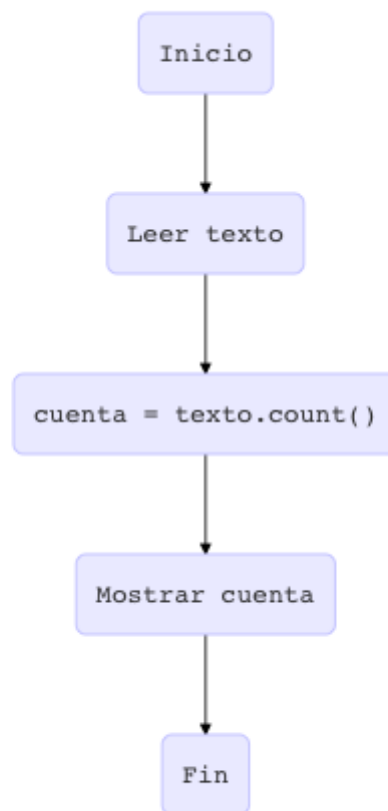 Inicio
Leer texto
cuenta = texto.count()
Mostrar cuenta
Fin